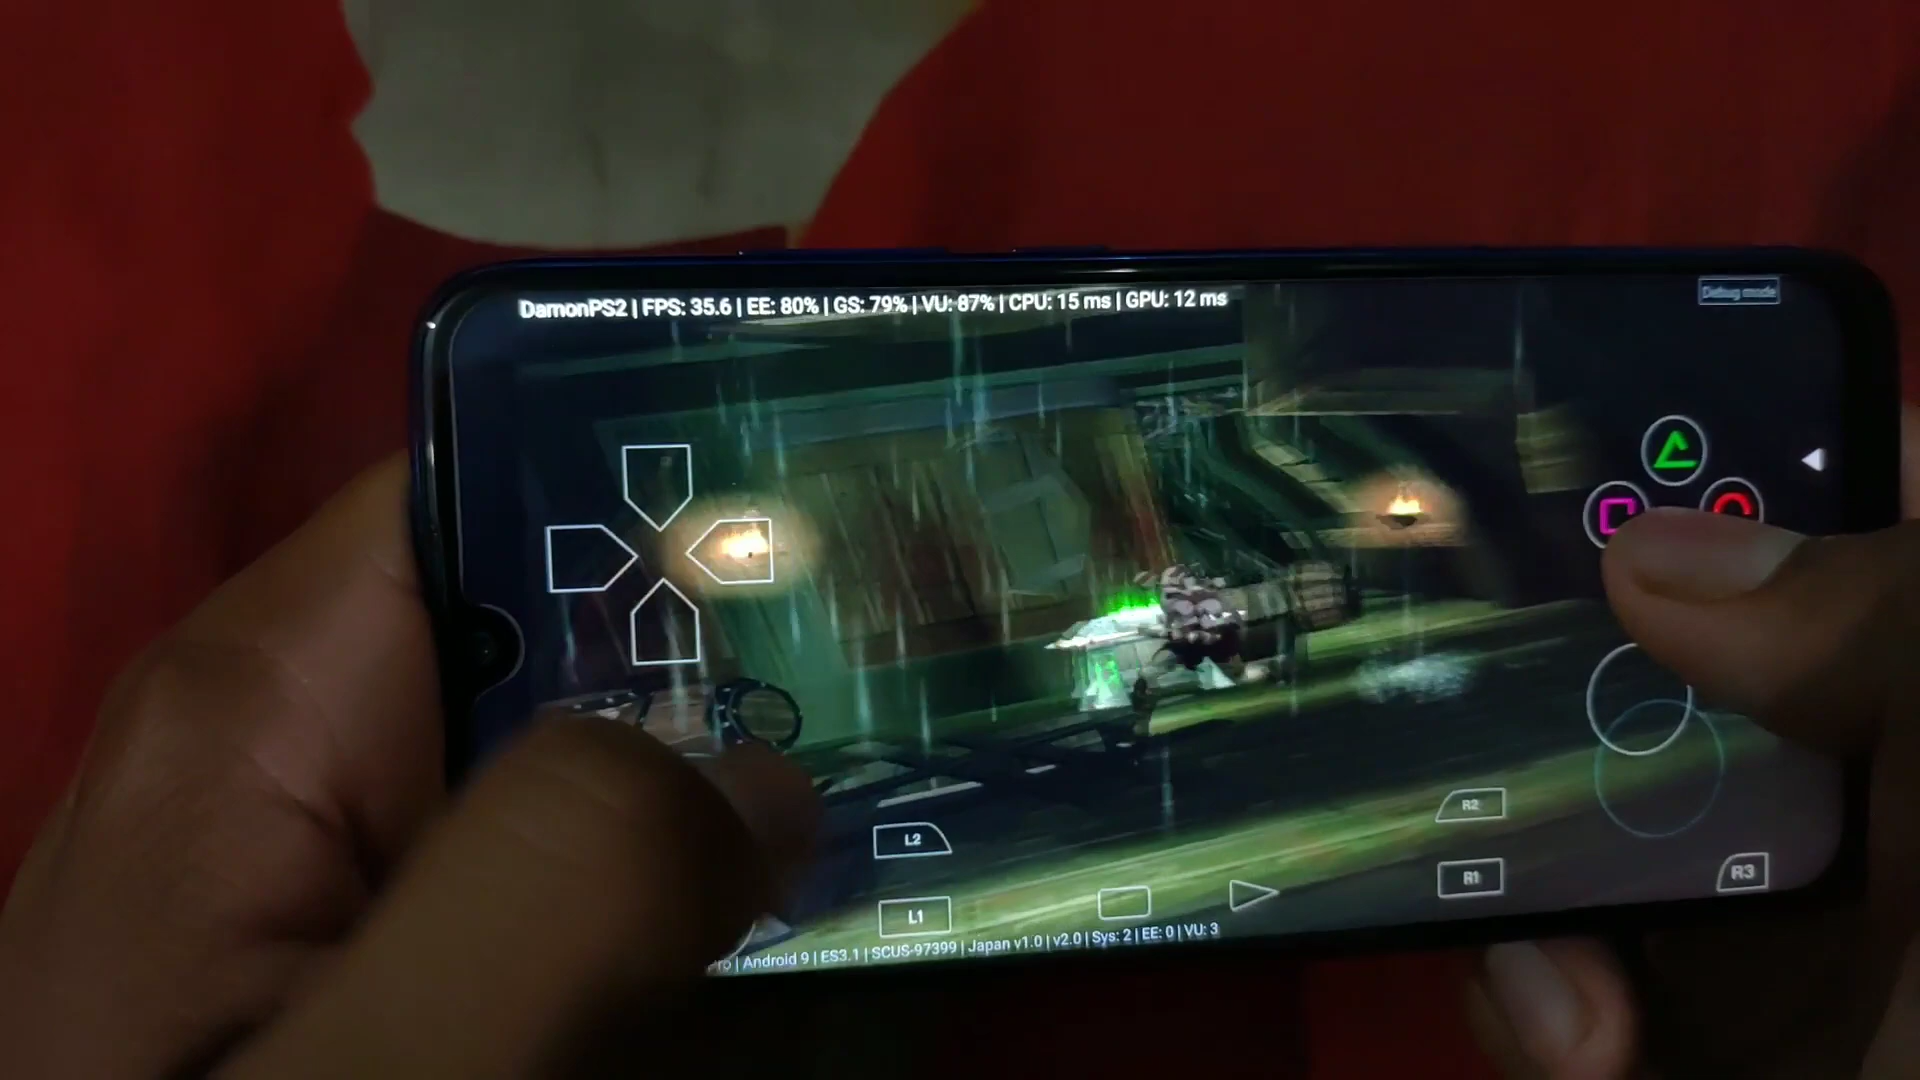 DamonPS2 | FPS: 35.6 | EE: 80% | GS: 79% | VU: 87% | CPU: 15 ms | GPU: 12 ms
Debug mode
L2
R2
L1
R1
R3
ro | Android 9 | ES3.1 | SCUS-97399 | Japan v1.0 | v2.0 | Sys: 2 | EE: 0 | VU: 3